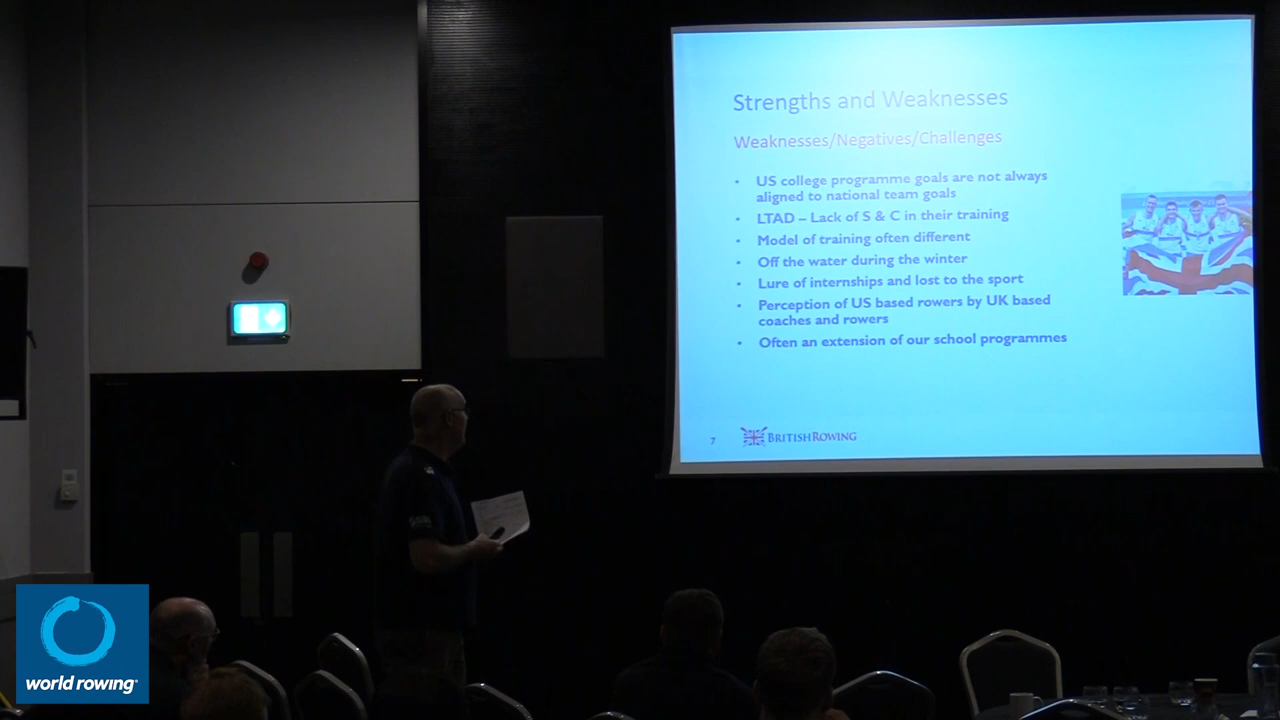 Strengths and Weaknesses
Weaknesses/Negatives/Challenges
• US college programme goals are not always
aligned to national team goals
• LTAD – Lack of S & C in their training
• Model of training often different
• Off the water during the winter
• Lure of internships and lost to the sport
• Perception of US based rowers by UK based
coaches and rowers
• Often an extension of our school programmes
7 BRITISHROWING
world rowing